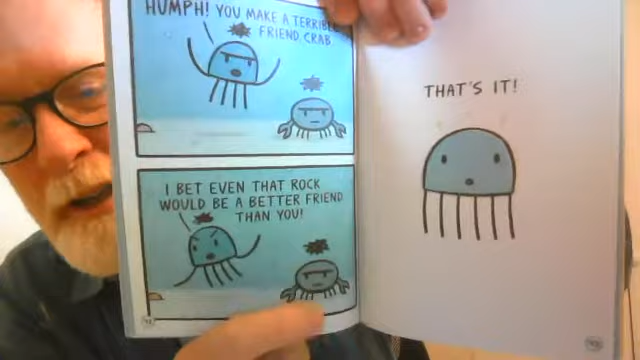 HUMPH! YOU MAKE A TERRIBLE
FRIEND, CRAB
I BET EVEN THAT ROCK
WOULD BE A BETTER FRIEND
THAN YOU!
THAT'S IT!